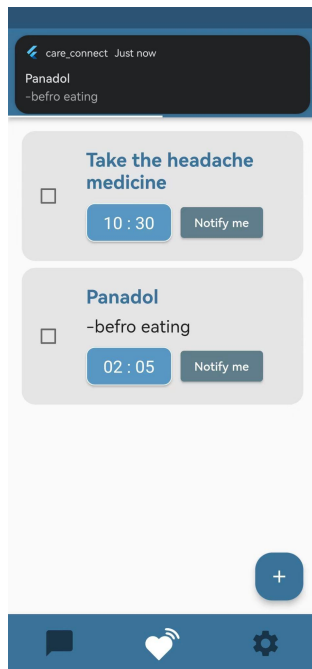 care_connect Just now
Panadol
-befro eating
Take the headache
medicine
10 : 30 Notify me
Panadol
-befro eating
02 : 05 Notify me
+